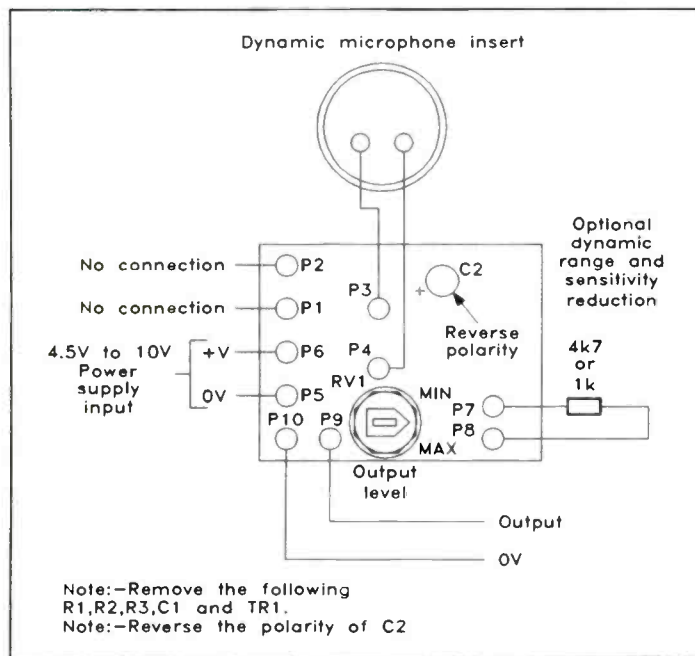 Dynamic microphone insert
Optional
dynamic
range and
sensitivity
reduction
No connection
P2
C2
P3
+
No connection
P1
Reverse
polarity
4.5V to 10V
Power
supply
input
+V
P6
P4
4k7
or
1k
0V
P5
RV1
MIN
P7
P10
P9
P8
MAX
Output
level
Output
0V
Note:-Remove the following
R1,R2,R3,C1 and TR1.
Note:-Reverse the polarity of C2